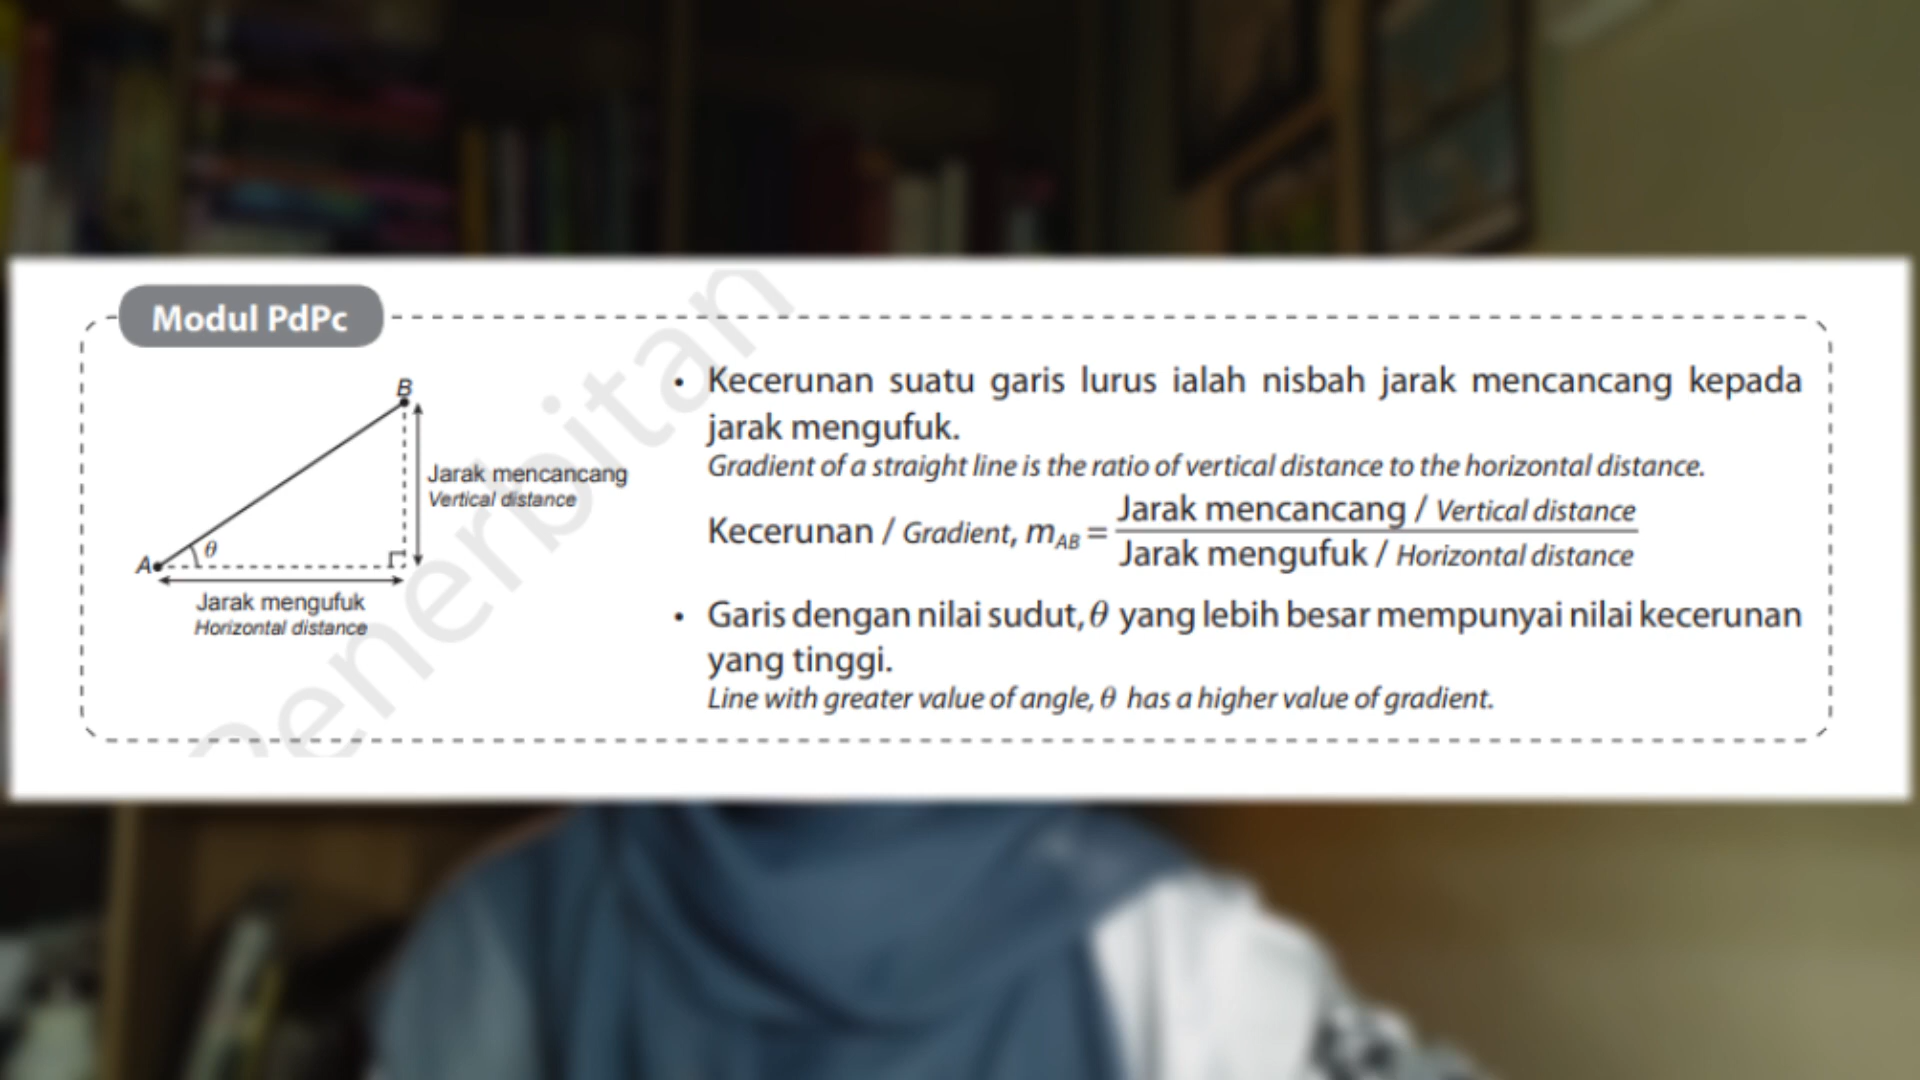 Modul PdPc
B
Jarak mencancang
Vertical distance
A
θ
Jarak mengufuk
Horizontal distance
• Kecerunan suatu garis lurus ialah nisbah jarak mencancang kepada
jarak mengufuk.
Gradient of a straight line is the ratio of vertical distance to the horizontal distance.
Kecerunan / Gradient, mAB = Jarak mencancang / Vertical distance
Jarak mengufuk / Horizontal distance
• Garis dengan nilai sudut, θ yang lebih besar mempunyai nilai kecerunan
yang tinggi.
Line with greater value of angle, θ has a higher value of gradient.
Penerbitan